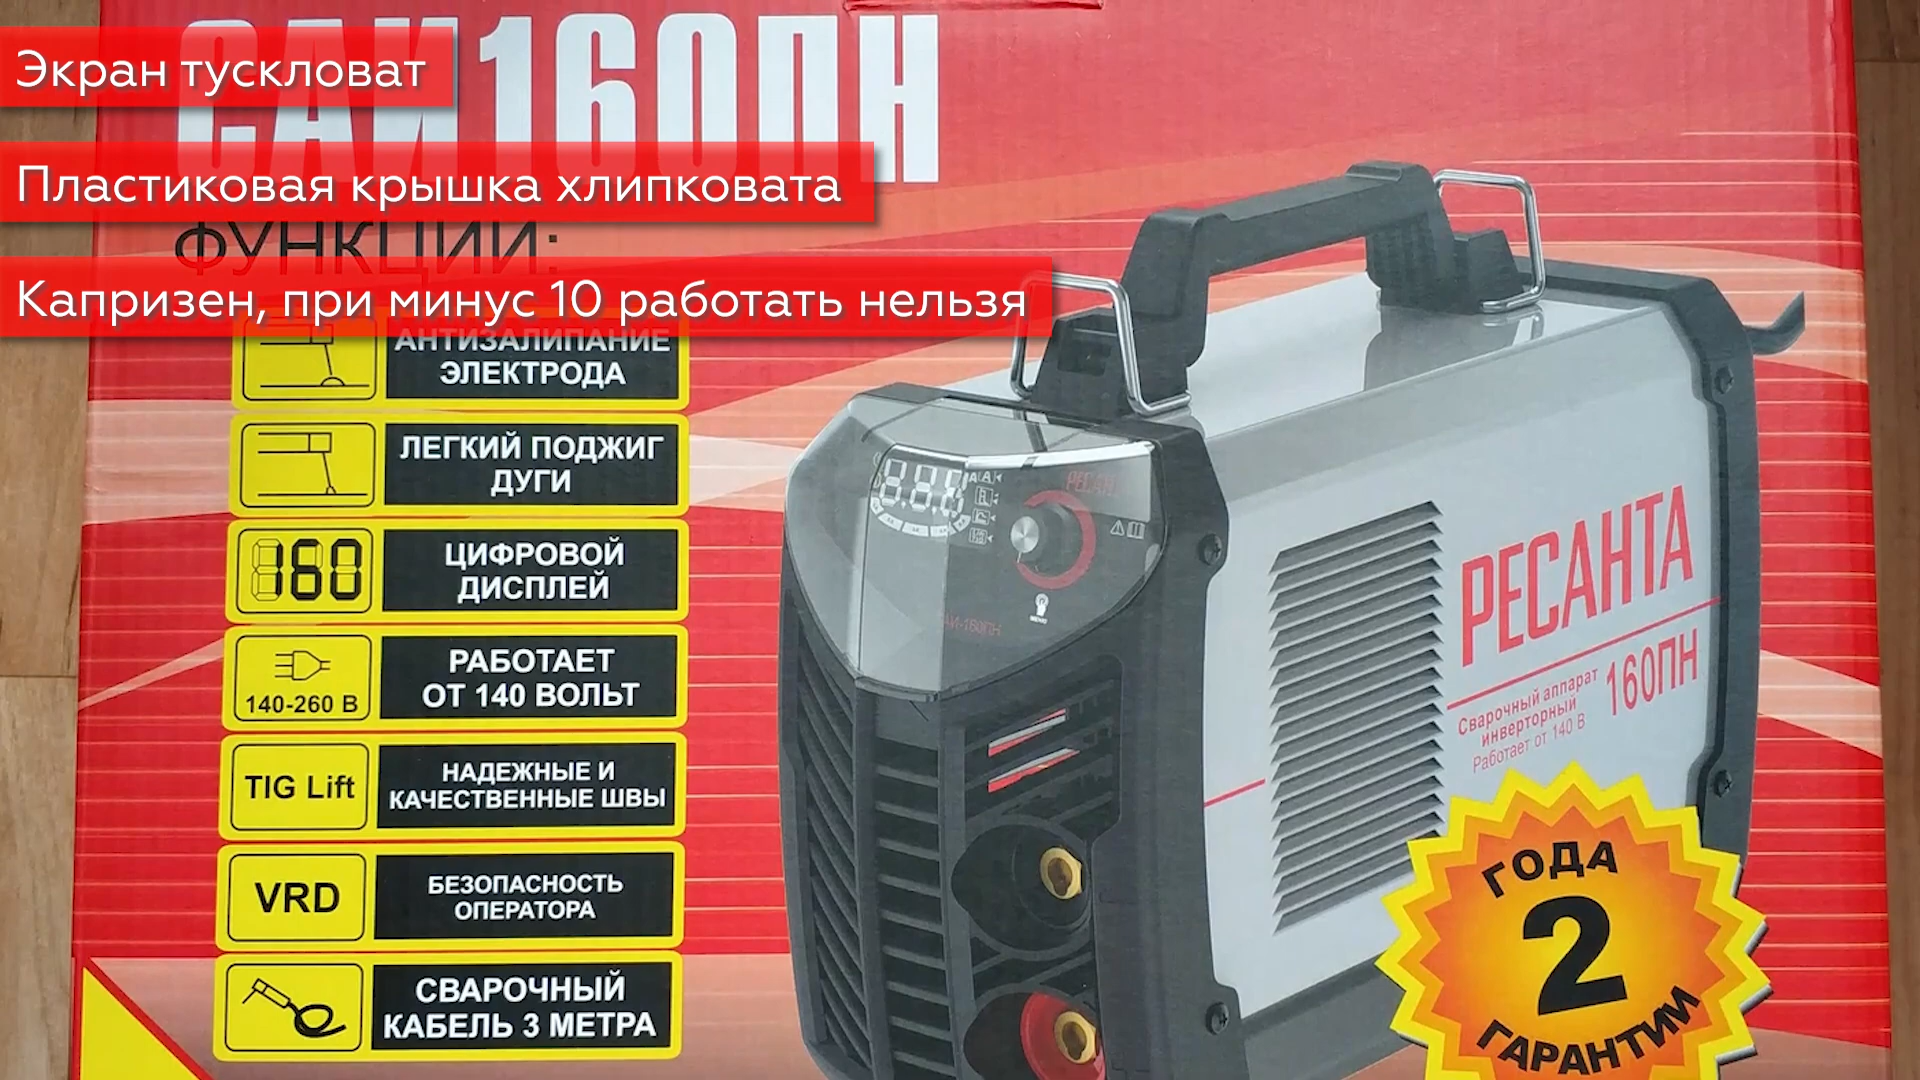 Экран тускловат
САИ160ПН
Пластиковая крышка хлипковата
ФУНКЦИИ:
Капризен, при минус 10 работать нельзя
АНТИЗАЛИПАНИЕ
ЭЛЕКТРОДА
ЛЕГКИЙ ПОДЖИГ
ДУГИ
160
ЦИФРОВОЙ
ДИСПЛЕЙ
140-260 В
РАБОТАЕТ
ОТ 140 ВОЛЬТ
TIG Lift
НАДЕЖНЫЕ И
КАЧЕСТВЕННЫЕ ШВЫ
VRD
БЕЗОПАСНОСТЬ
ОПЕРАТОРА
СВАРОЧНЫЙ
КАБЕЛЬ 3 МЕТРА
РЕСАНТА
МЕНЮ
РЕСАНТА
160ПН
Сварочный аппарат
инверторный
Работает от 140 В
2
ГОДА
ГАРАНТИИ